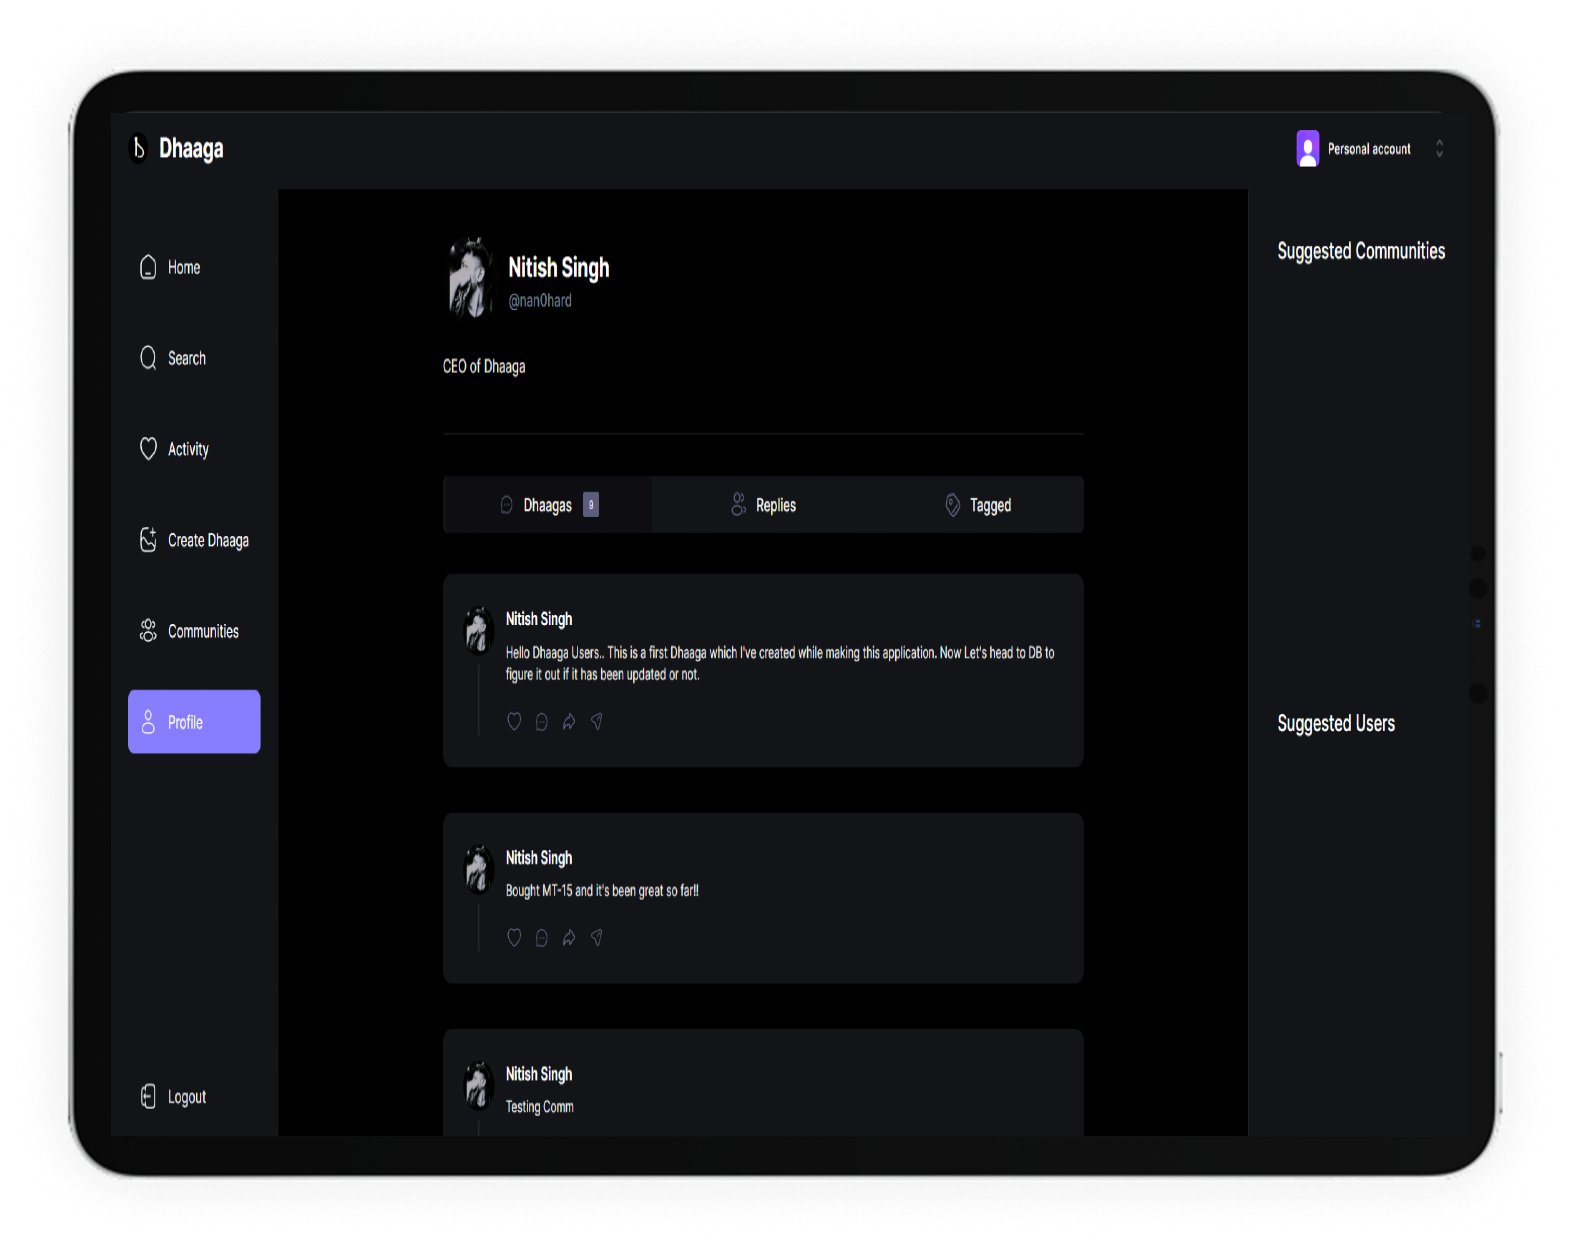 Dhaaga
Personal account
Home
Search
Activity
Create Dhaaga
Communities
Profile
Logout
Nitish Singh
@nan0hard
CEO of Dhaaga
Dhaagas 9
Replies
Tagged
Nitish Singh
Hello Dhaaga Users.. This is a first Dhaaga which I've created while making this application. Now Let's head to DB to
figure it out if it has been updated or not.
Nitish Singh
Bought MT-15 and it's been great so far!!
Nitish Singh
Testing Comm
Suggested Communities
Suggested Users